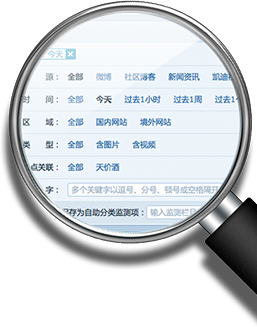 今天 ×
源： 全部 微博 社区博客 新闻资讯 凯迪
时 间： 全部 今天 过去1小时 过去1周 过去1
区 域： 全部 国内网站 境外网站
类 型： 全部 含图片 含视频
点关联： 全部 天价酒
字： 多个关键字以逗号、分号、顿号或空格隔开
存为自助分类监测项： 输入监测栏目